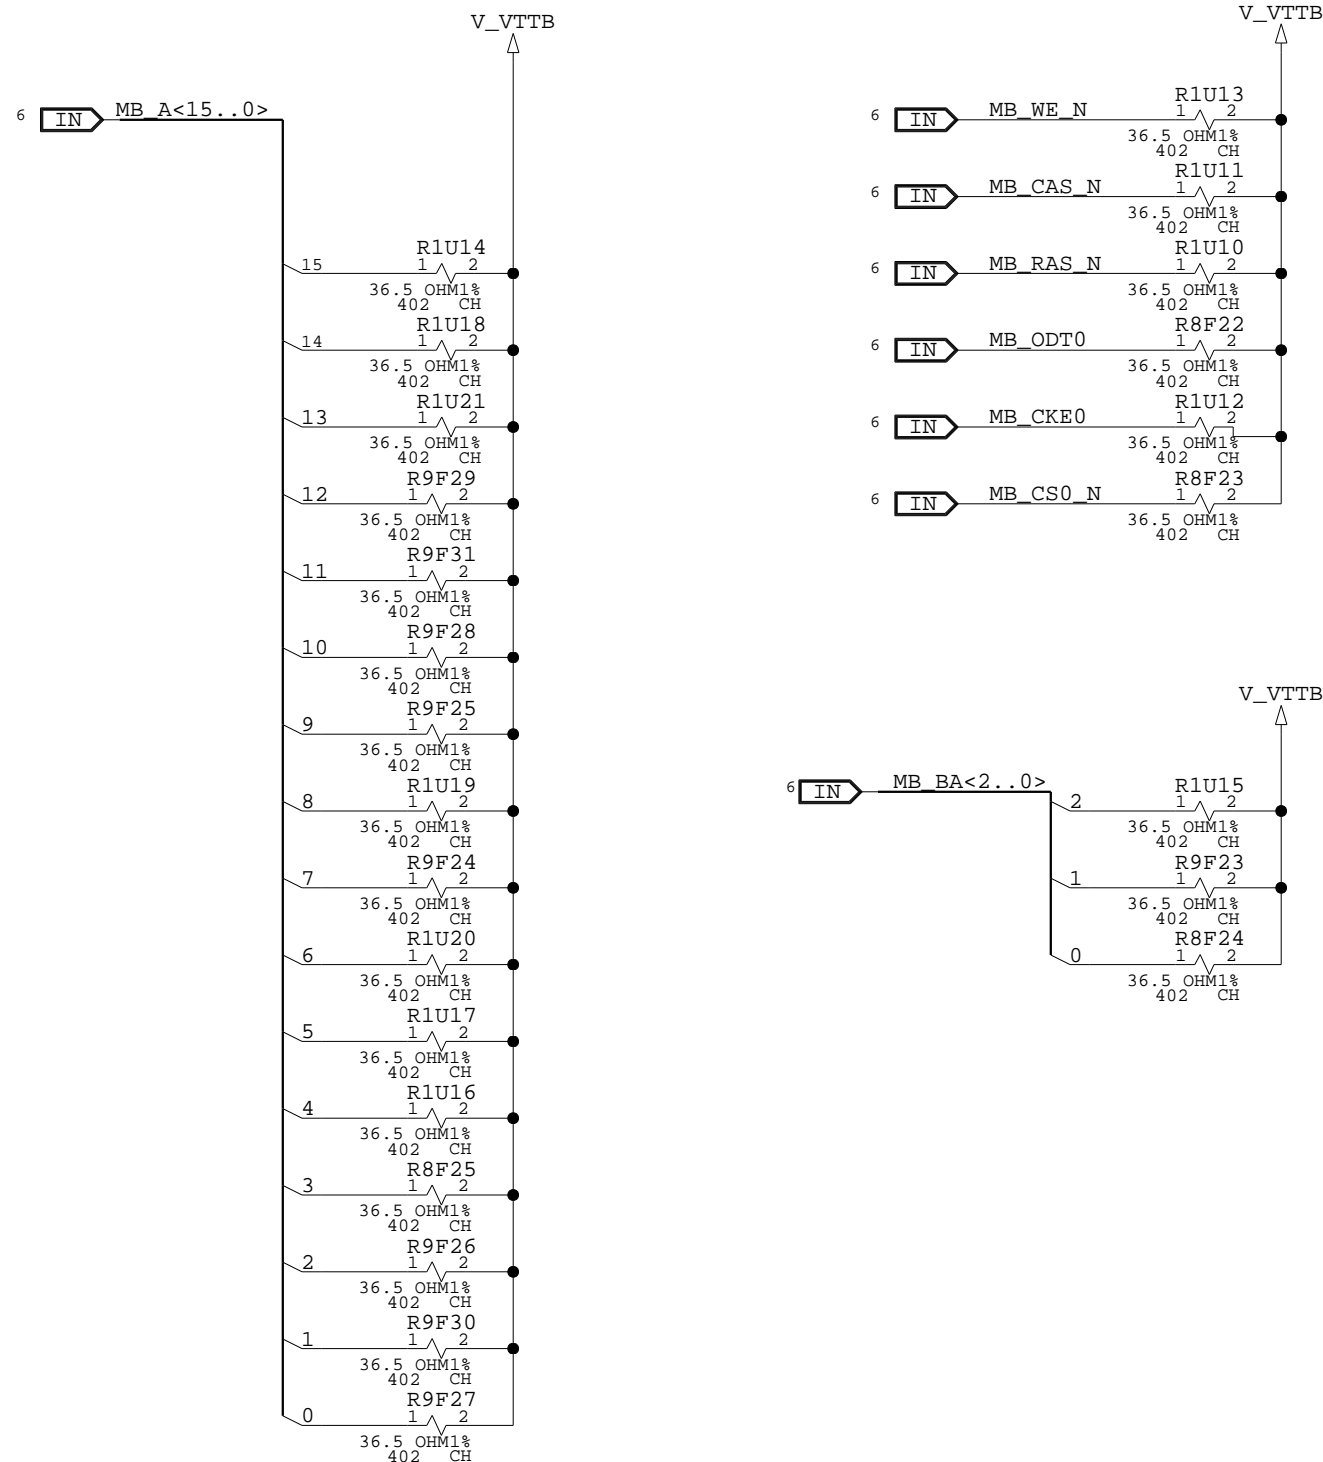 V_VTTB
6 IN MB_A<15..0>
R1U14
15 1 2
36.5 OHM1%
402 CH
R1U18
14 1 2
36.5 OHM1%
402 CH
R1U21
13 1 2
36.5 OHM1%
402 CH
R9F29
12 1 2
36.5 OHM1%
402 CH
R9F31
11 1 2
36.5 OHM1%
402 CH
R9F28
10 1 2
36.5 OHM1%
402 CH
R9F25
9 1 2
36.5 OHM1%
402 CH
R1U19
8 1 2
36.5 OHM1%
402 CH
R9F24
7 1 2
36.5 OHM1%
402 CH
R1U20
6 1 2
36.5 OHM1%
402 CH
R1U17
5 1 2
36.5 OHM1%
402 CH
R1U16
4 1 2
36.5 OHM1%
402 CH
R8F25
3 1 2
36.5 OHM1%
402 CH
R9F26
2 1 2
36.5 OHM1%
402 CH
R9F30
1 1 2
36.5 OHM1%
402 CH
R9F27
0 1 2
36.5 OHM1%
402 CH
V_VTTB
R1U13
6 IN MB_WE_N 1 2
36.5 OHM1%
402 CH
R1U11
6 IN MB_CAS_N 1 2
36.5 OHM1%
402 CH
R1U10
6 IN MB_RAS_N 1 2
36.5 OHM1%
402 CH
R8F22
6 IN MB_ODT0 1 2
36.5 OHM1%
402 CH
R1U12
6 IN MB_CKE0 1 2
36.5 OHM1%
402 CH
R8F23
6 IN MB_CS0_N 1 2
36.5 OHM1%
402 CH
V_VTTB
6 IN MB_BA<2..0>
R1U15
2 1 2
36.5 OHM1%
402 CH
R9F23
1 1 2
36.5 OHM1%
402 CH
R8F24
0 1 2
36.5 OHM1%
402 CH